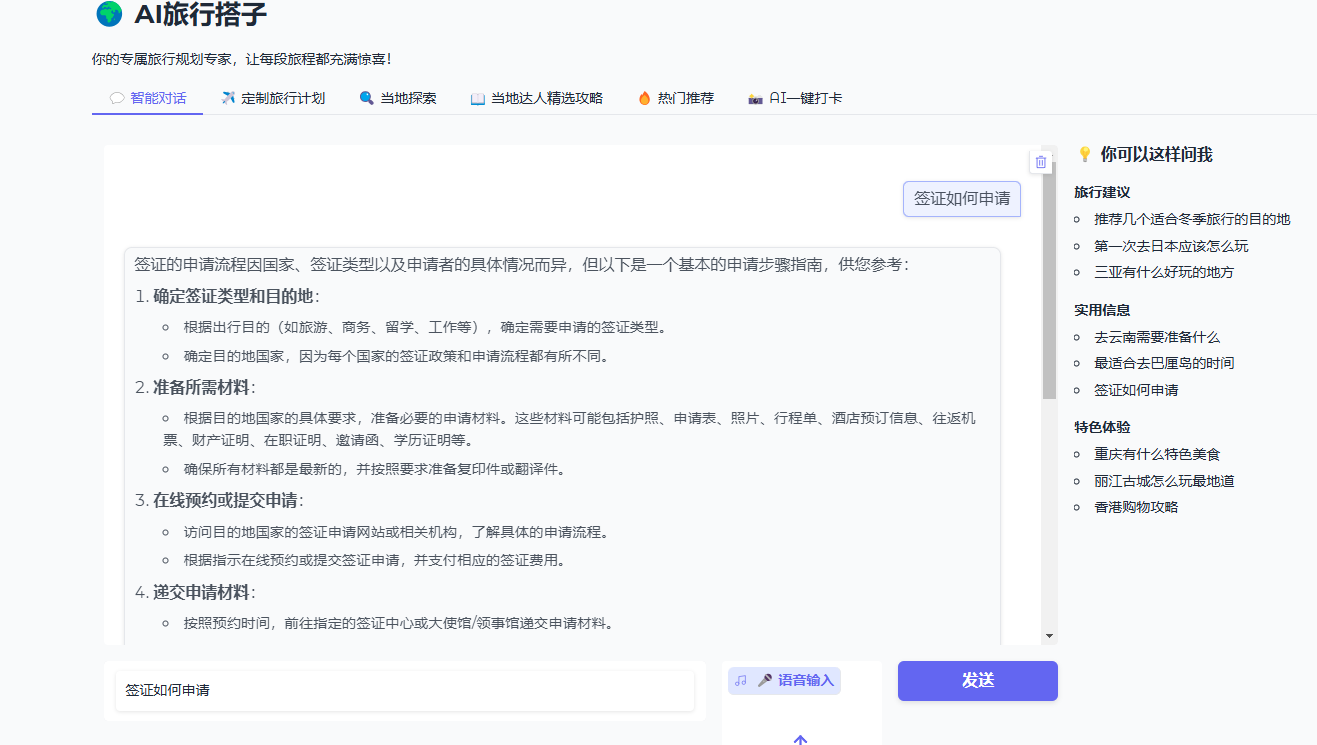 AI旅行搭子
你的专属旅行规划专家，让每段旅程都充满惊喜！
智能对话 定制旅行计划 当地探索 当地达人精选攻略 热门推荐 AI一键打卡
签证如何申请
签证的申请流程因国家、签证类型以及申请者的具体情况而异，但以下是一个基本的申请步骤指南，供您参考：
1. 确定签证类型和目的地：
根据出行目的（如旅游、商务、留学、工作等），确定需要申请的签证类型。
确定目的地国家，因为每个国家的签证政策和申请流程都有所不同。
2. 准备所需材料：
根据目的地国家的具体要求，准备必要的申请材料。这些材料可能包括护照、申请表、照片、行程单、酒店预订信息、往返机
票、财产证明、在职证明、邀请函、学历证明等。
确保所有材料都是最新的，并按照要求准备复印件或翻译件。
3. 在线预约或提交申请：
访问目的地国家的签证申请网站或相关机构，了解具体的申请流程。
根据指示在线预约或提交签证申请，并支付相应的签证费用。
4. 递交申请材料：
按照预约时间，前往指定的签证中心或大使馆/领事馆递交申请材料。
签证如何申请
语音输入
发送
你可以这样问我
旅行建议
推荐几个适合冬季旅行的目的地
第一次去日本应该怎么玩
三亚有什么好玩的地方
实用信息
去云南需要准备什么
最适合去巴厘岛的时间
签证如何申请
特色体验
重庆有什么特色美食
丽江古城怎么玩最地道
香港购物攻略